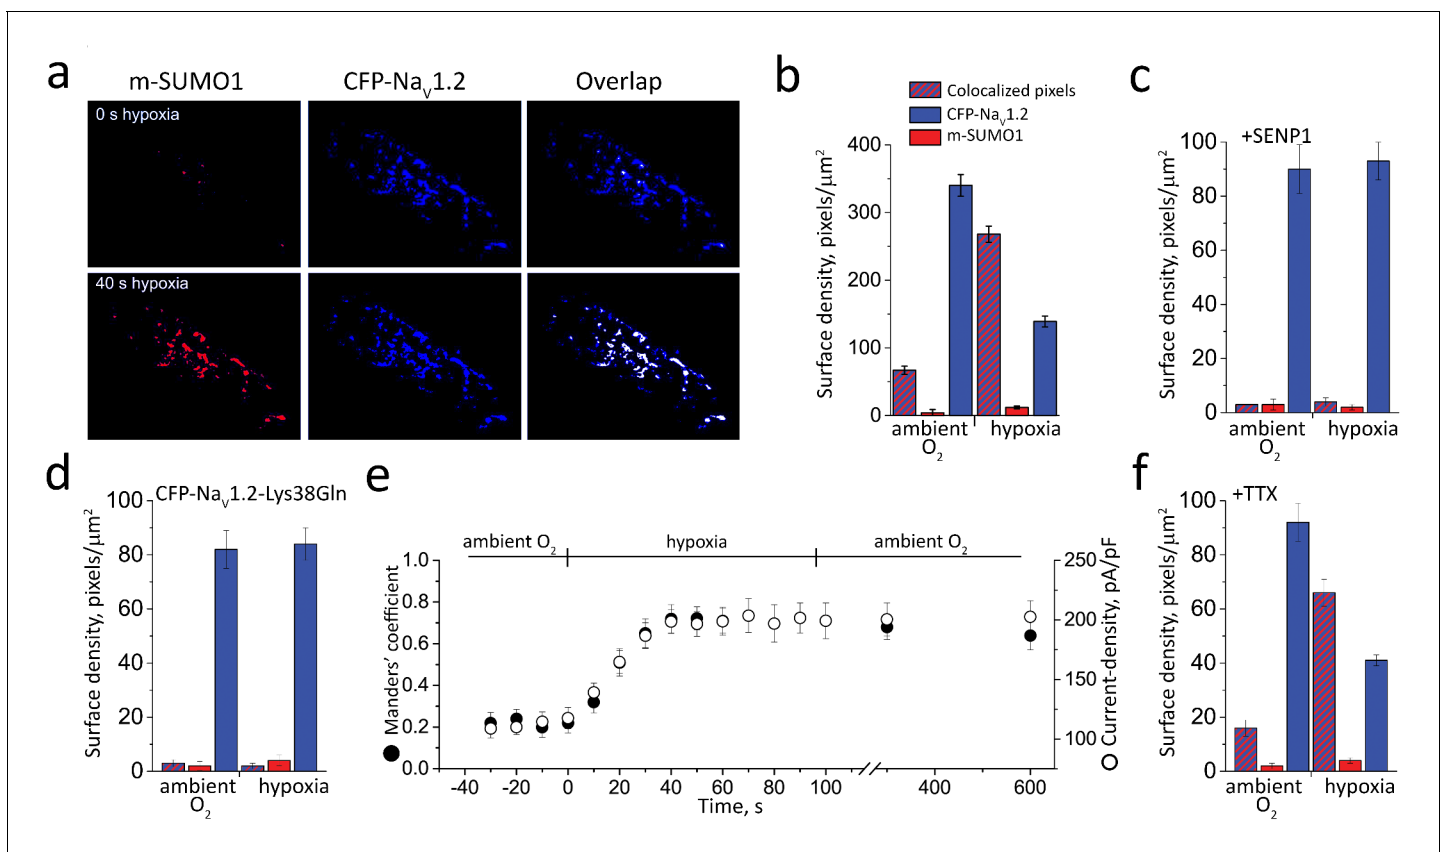 a
m-SUMO1
CFP-NaV1.2
Overlap
0 s hypoxia
40 s hypoxia
b
Colocalized pixels
CFP-NaV1.2
m-SUMO1
Surface density, pixels/μm2
400
300
200
100
0
ambient
O2
hypoxia
c
+SENP1
Surface density, pixels/μm2
100
80
60
40
20
0
ambient
O2
hypoxia
d
CFP-NaV1.2-Lys38Gln
Surface density, pixels/μm2
100
80
60
40
20
0
ambient
O2
hypoxia
e
ambient O2
hypoxia
ambient O2
Manders’ coefficient
1.0
0.8
0.6
0.4
0.2
0.0
250
200
150
100
Current-density, pA/pF
-40 -20 0 20 40 60 80 100 400 600
Time, s
f
+TTX
Surface density, pixels/μm2
100
80
60
40
20
0
ambient
O2
hypoxia